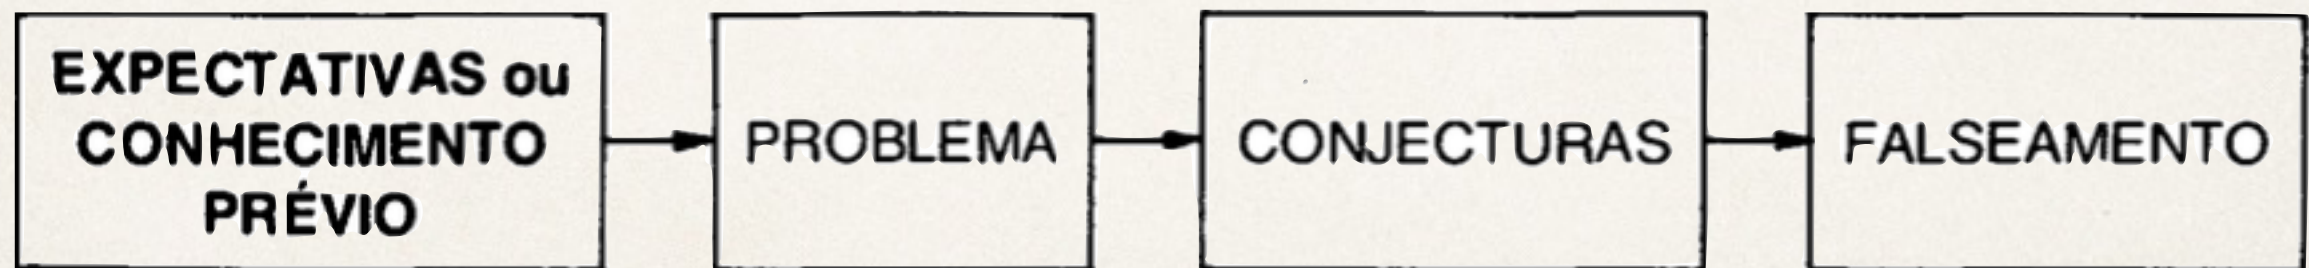 EXPECTATIVAS ou
CONHECIMENTO
PRÉVIO
PROBLEMA
CONJECTURAS
FALSEAMENTO